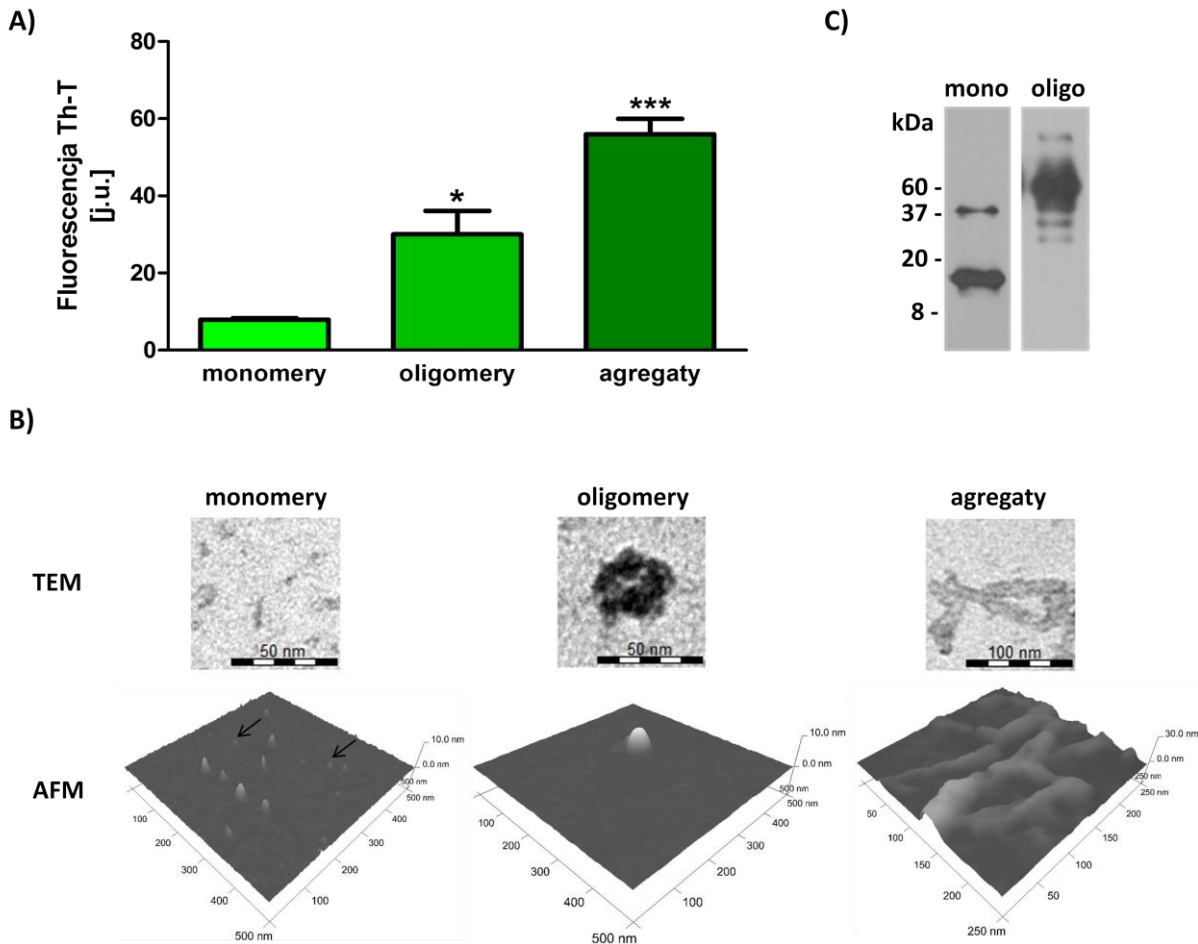 A)
80
60
40
20
0
Fluorescencja Th-T
[j.u.]
*
***
monomery
oligomery
agregaty
C)
mono
oligo
kDa
60 -
37 -
20 -
8 -
B)
monomery
oligomery
agregaty
TEM
50 nm
50 nm
100 nm
AFM
10.0 nm
0.0 nm
500 nm
500 nm
400
300
200
100
100
200
300
400
500 nm
10.0 nm
0.0 nm
500 nm
500 nm
400
300
200
100
100
200
300
400
500 nm
30.0 nm
0.0 nm
250 nm
250 nm
200
150
100
50
50
100
150
200
250 nm